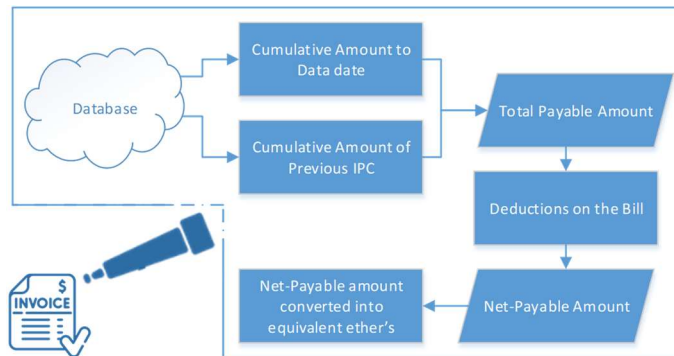 Database
Cumulative Amount to
Data date
Cumulative Amount of
Previous IPC
Total Payable Amount
Deductions on the Bill
Net-Payable Amount
Net-Payable amount
converted into
equivalent ether's
$
INVOICE